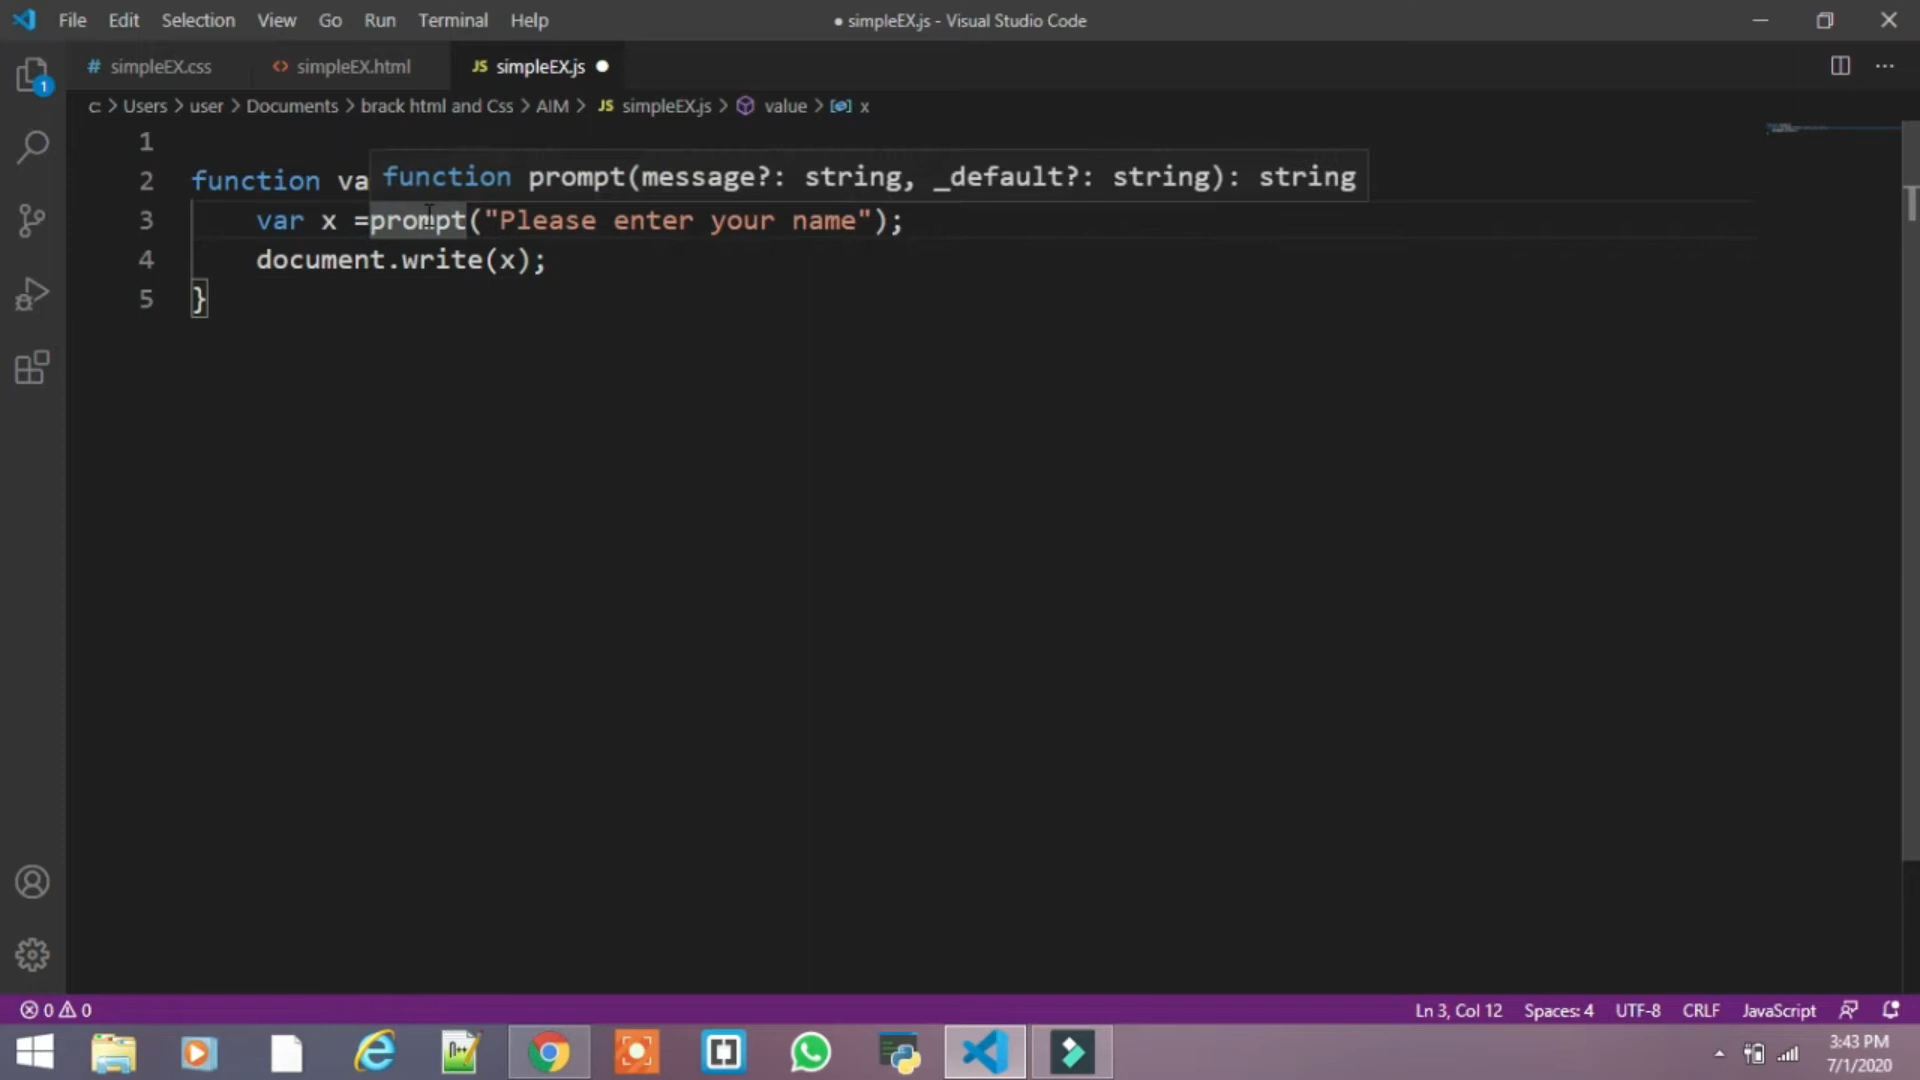 File Edit Selection View Go Run Terminal Help
● simpleEX.js - Visual Studio Code
# simpleEX.css
<> simpleEX.html
JS simpleEX.js ●
c: > Users > user > Documents > brack html and Css > AIM > JS simpleEX.js > value > x
1
2 function va
function prompt(message?: string, _default?: string): string
3 var x =prompt("Please enter your name");
4 document.write(x);
5 }
1
0 0
Ln 3, Col 12 Spaces: 4 UTF-8 CRLF JavaScript
3:43 PM
7/1/2020